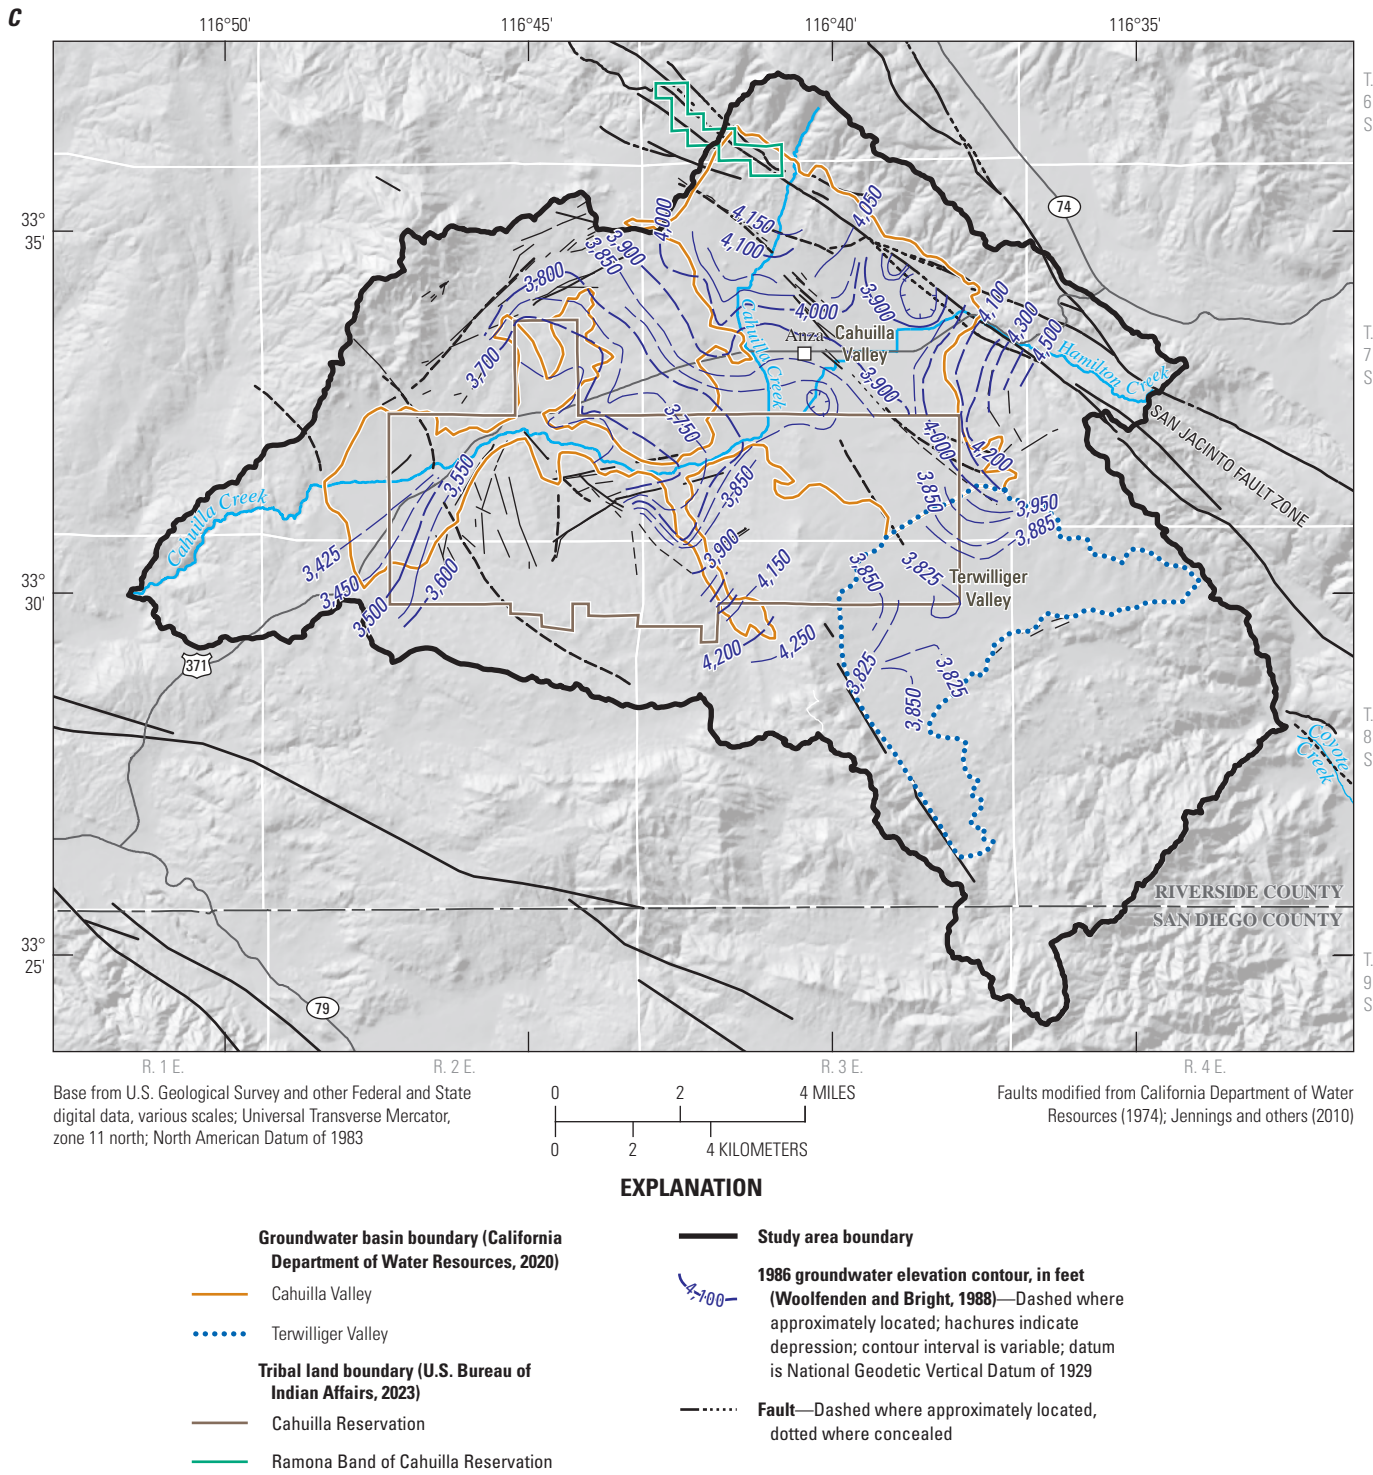 C
116°50'
116°45'
116°40'
116°35'
T.
6
S
33°
35'
74
4,000
4,150
4,100
4,050
3,900
3,850
3,800
4,000
3,900
4,100
4,300
4,500
Cahuilla Creek
Anza
Cahuilla
Valley
Hamilton Creek
T.
7
S
3,700
3,900
SAN JACINTO FAULT ZONE
3,750
4,000
4,200
3,550
3,850
3,850
3,950
3,885
Cahuilla Creek
3,425
3,450
3,500
3,600
3,900
4,150
3,850
3,825
Terwilliger
Valley
33°
30'
371
4,200
4,250
3,825
3,825
3,850
T.
8
S
Coyote
Creek
RIVERSIDE COUNTY
SAN DIEGO COUNTY
33°
25'
79
T.
9
S
R. 1 E.
R. 2 E.
R. 3 E.
R. 4 E.
Base from U.S. Geological Survey and other Federal and State
digital data, various scales; Universal Transverse Mercator,
zone 11 north; North American Datum of 1983
0 2 4 MILES
0 2 4 KILOMETERS
Faults modified from California Department of Water
Resources (1974); Jennings and others (2010)
EXPLANATION
Groundwater basin boundary (California
Department of Water Resources, 2020)
Cahuilla Valley
Terwilliger Valley
Tribal land boundary (U.S. Bureau of
Indian Affairs, 2023)
Cahuilla Reservation
Ramona Band of Cahuilla Reservation
Study area boundary
4,100
1986 groundwater elevation contour, in feet
(Woolfenden and Bright, 1988)—Dashed where
approximately located; hachures indicate
depression; contour interval is variable; datum
is National Geodetic Vertical Datum of 1929
Fault—Dashed where approximately located,
dotted where concealed